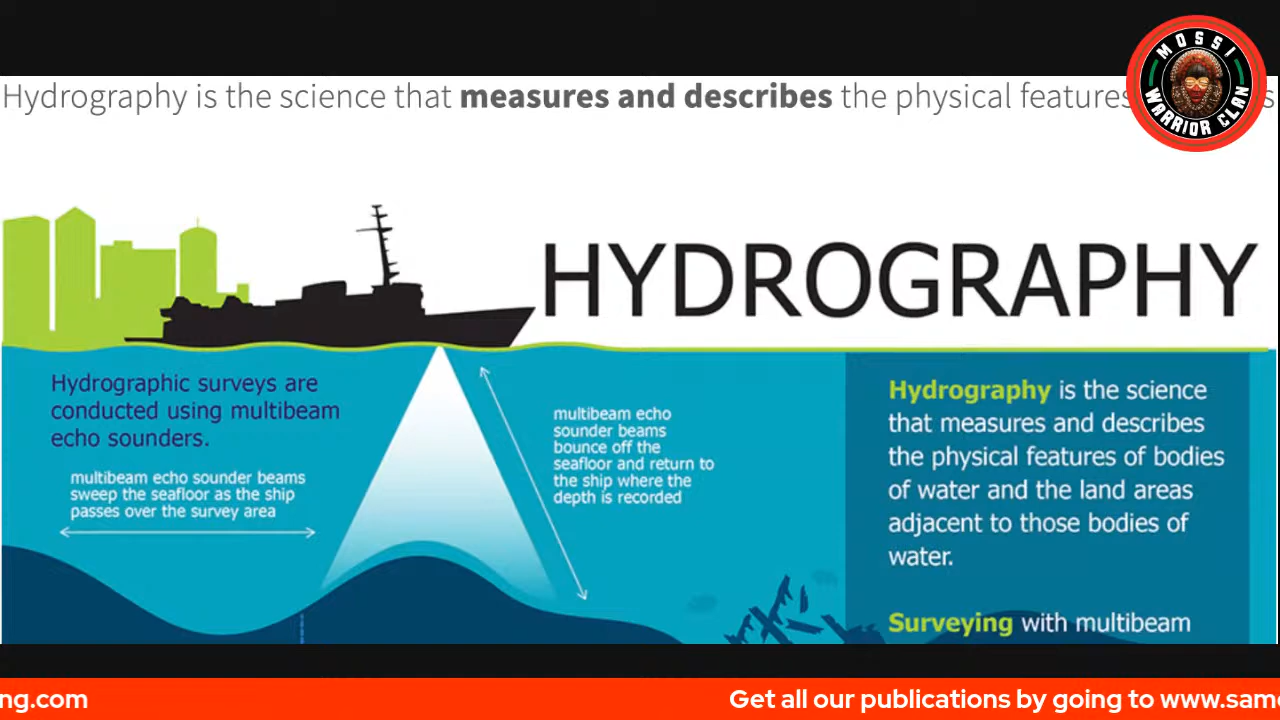 MOSSI
WARRIOR CLAN
Hydrography is the science that measures and describes the physical features
HYDROGRAPHY
Hydrographic surveys are
conducted using multibeam
echo sounders.
multibeam echo sounder beams
sweep the seafloor as the ship
passes over the survey area
multibeam echo
sounder beams
bounce off the
seafloor and return to
the ship where the
depth is recorded
Hydrography is the science
that measures and describes
the physical features of bodies
of water and the land areas
adjacent to those bodies of
water.
Surveying with multibeam
ng.com
Get all our publications by going to www.sam